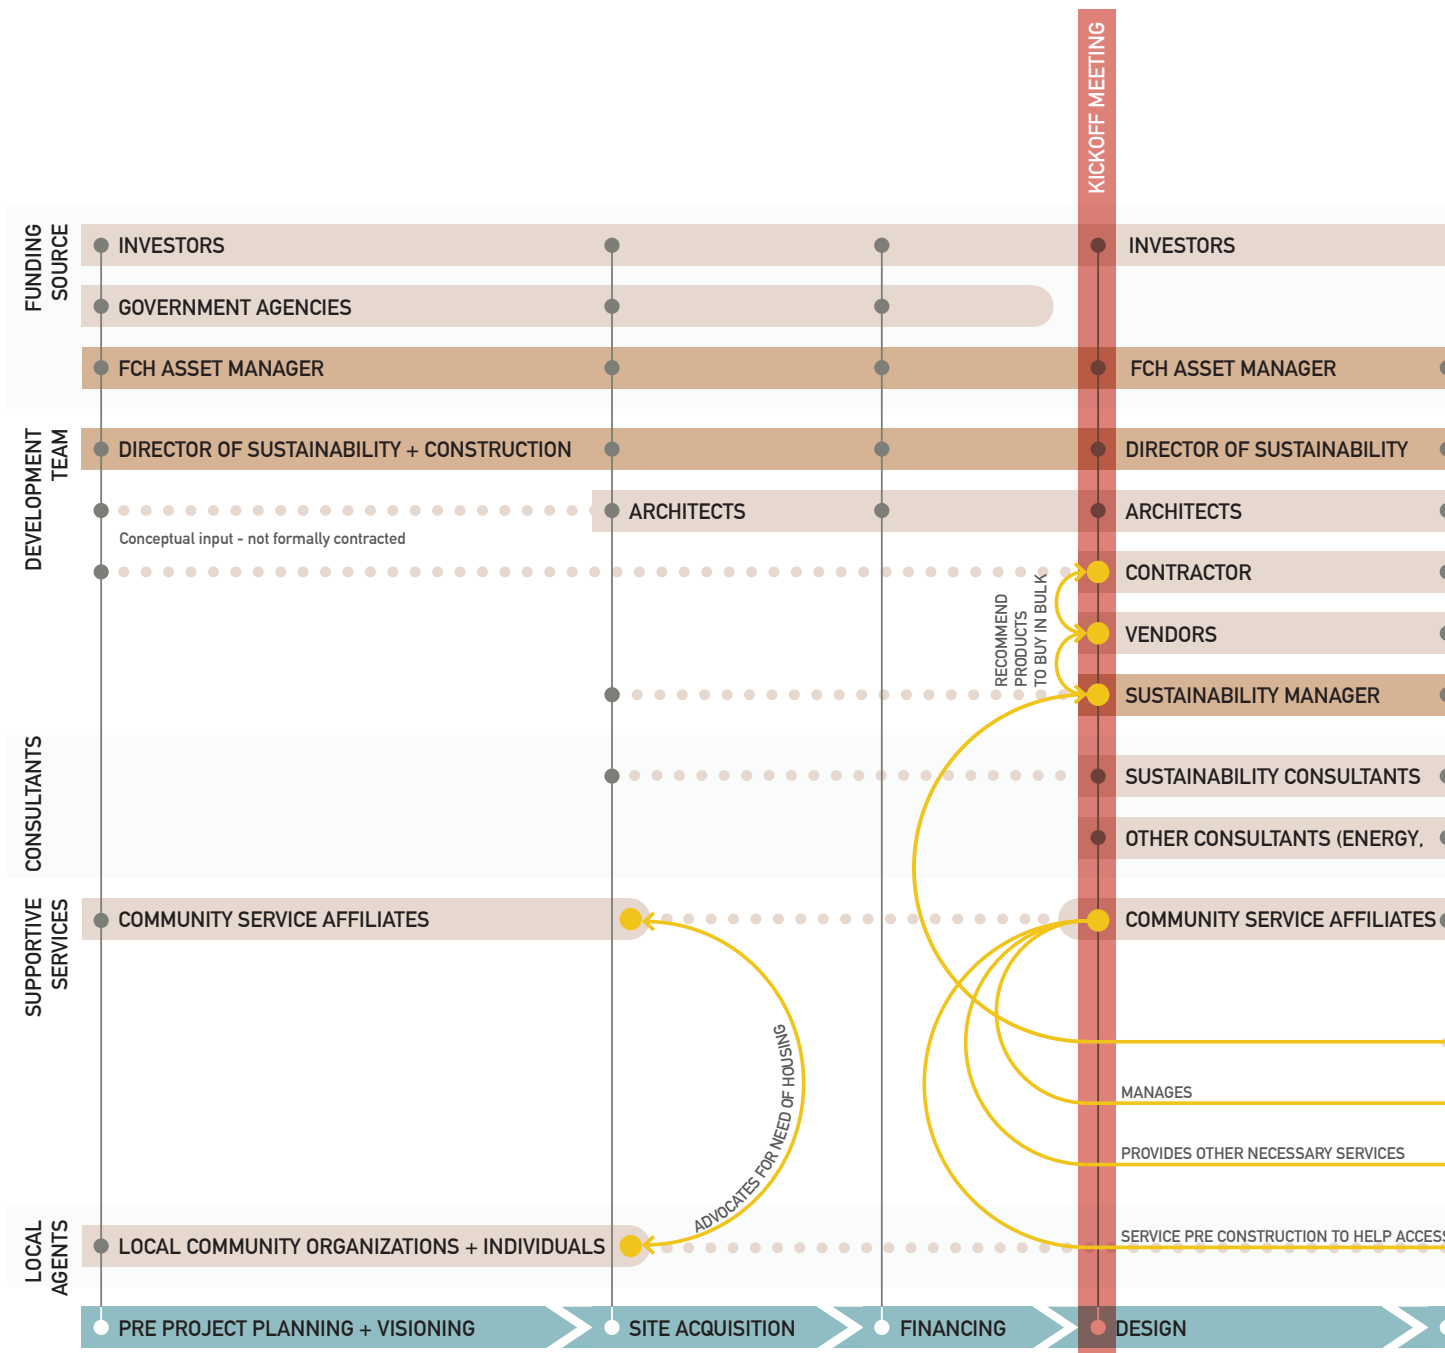 KICKOFF MEETING
FUNDING
SOURCE
INVESTORS
INVESTORS
GOVERNMENT AGENCIES
FCH ASSET MANAGER
FCH ASSET MANAGER
DEVELOPMENT
TEAM
DIRECTOR OF SUSTAINABILITY + CONSTRUCTION
DIRECTOR OF SUSTAINABILITY
ARCHITECTS
ARCHITECTS
Conceptual input - not formally contracted
CONTRACTOR
RECOMMEND
PRODUCTS
TO BUY IN BULK
VENDORS
SUSTAINABILITY MANAGER
CONSULTANTS
SUSTAINABILITY CONSULTANTS
OTHER CONSULTANTS (ENERGY,
SUPPORTIVE
SERVICES
COMMUNITY SERVICE AFFILIATES
COMMUNITY SERVICE AFFILIATES
ADVOCATES FOR NEED OF HOUSING
MANAGES
PROVIDES OTHER NECESSARY SERVICES
SERVICE PRE CONSTRUCTION TO HELP ACCESS
LOCAL
AGENTS
LOCAL COMMUNITY ORGANIZATIONS + INDIVIDUALS
PRE PROJECT PLANNING + VISIONING
SITE ACQUISITION
FINANCING
DESIGN